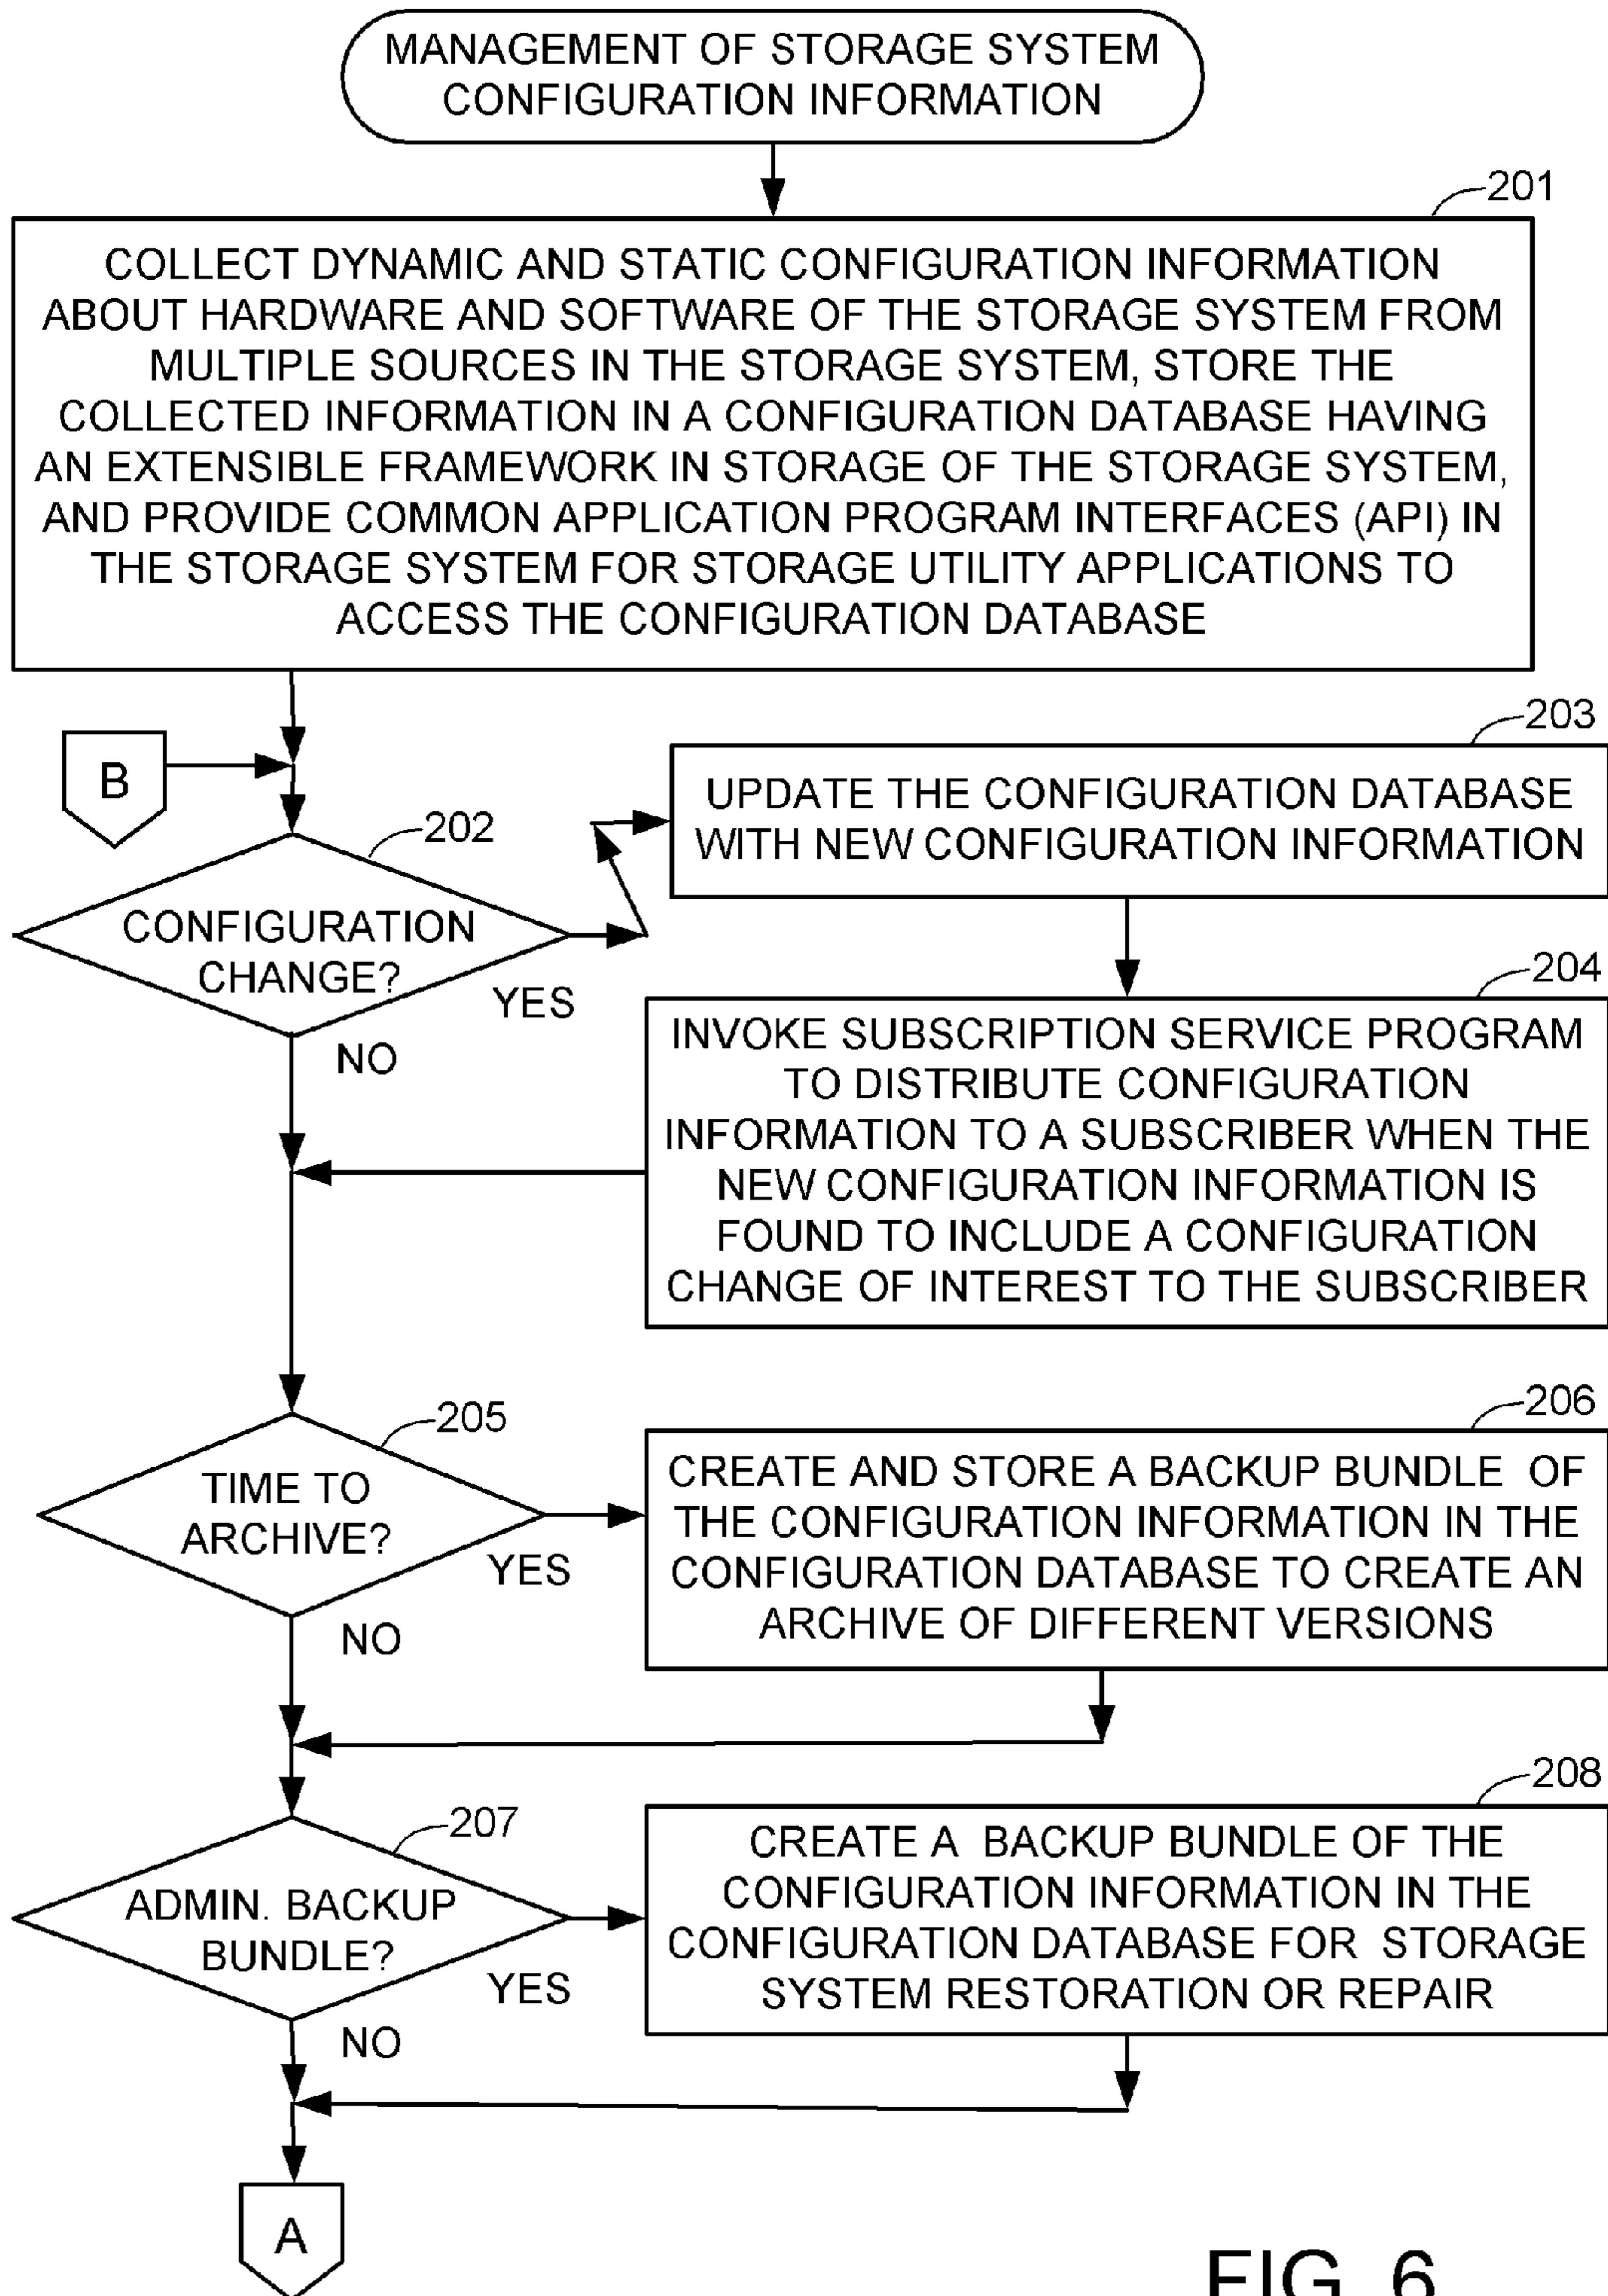 MANAGEMENT OF STORAGE SYSTEM
CONFIGURATION INFORMATION
201
COLLECT DYNAMIC AND STATIC CONFIGURATION INFORMATION
ABOUT HARDWARE AND SOFTWARE OF THE STORAGE SYSTEM FROM
MULTIPLE SOURCES IN THE STORAGE SYSTEM, STORE THE
COLLECTED INFORMATION IN A CONFIGURATION DATABASE HAVING
AN EXTENSIBLE FRAMEWORK IN STORAGE OF THE STORAGE SYSTEM,
AND PROVIDE COMMON APPLICATION PROGRAM INTERFACES (API) IN
THE STORAGE SYSTEM FOR STORAGE UTILITY APPLICATIONS TO
ACCESS THE CONFIGURATION DATABASE
B
202
CONFIGURATION
CHANGE?
YES
NO
203
UPDATE THE CONFIGURATION DATABASE
WITH NEW CONFIGURATION INFORMATION
204
INVOKE SUBSCRIPTION SERVICE PROGRAM
TO DISTRIBUTE CONFIGURATION
INFORMATION TO A SUBSCRIBER WHEN THE
NEW CONFIGURATION INFORMATION IS
FOUND TO INCLUDE A CONFIGURATION
CHANGE OF INTEREST TO THE SUBSCRIBER
205
TIME TO
ARCHIVE?
YES
NO
206
CREATE AND STORE A BACKUP BUNDLE OF
THE CONFIGURATION INFORMATION IN THE
CONFIGURATION DATABASE TO CREATE AN
ARCHIVE OF DIFFERENT VERSIONS
207
ADMIN. BACKUP
BUNDLE?
YES
NO
208
CREATE A BACKUP BUNDLE OF THE
CONFIGURATION INFORMATION IN THE
CONFIGURATION DATABASE FOR STORAGE
SYSTEM RESTORATION OR REPAIR
A
FIG. 6